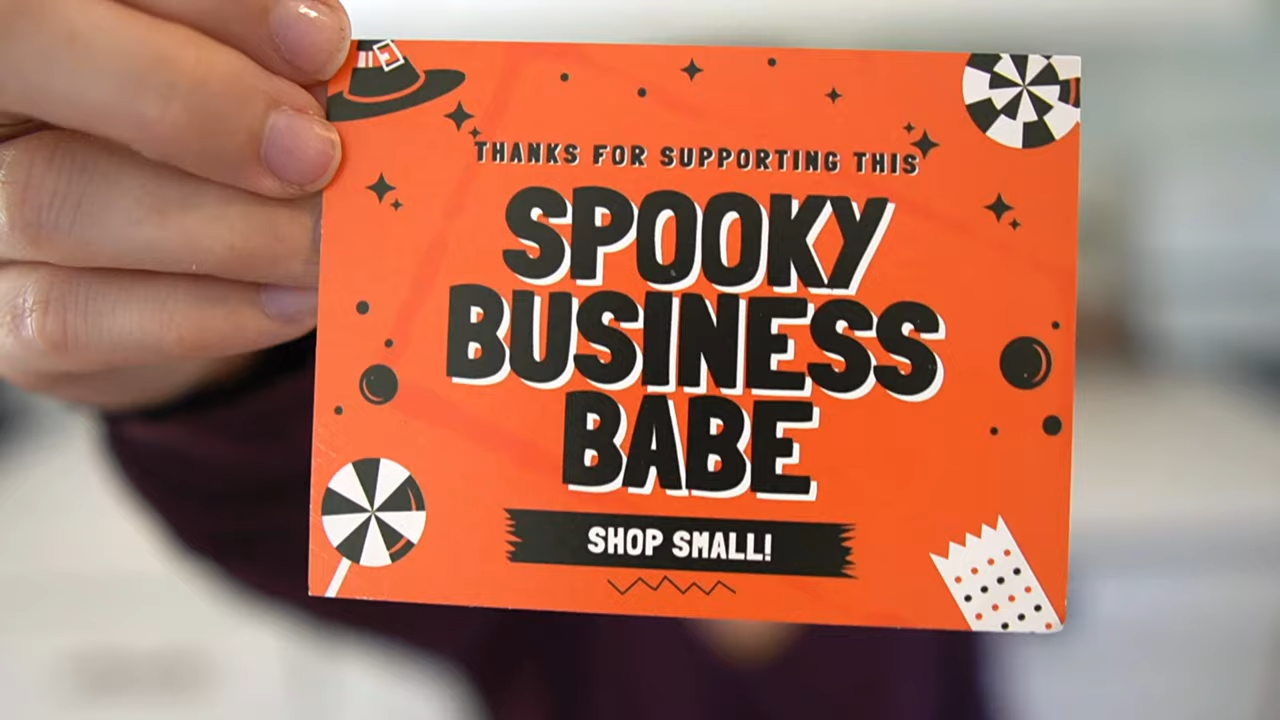 THANKS FOR SUPPORTING THIS
SPOOKY
BUSINESS
BABE
SHOP SMALL!